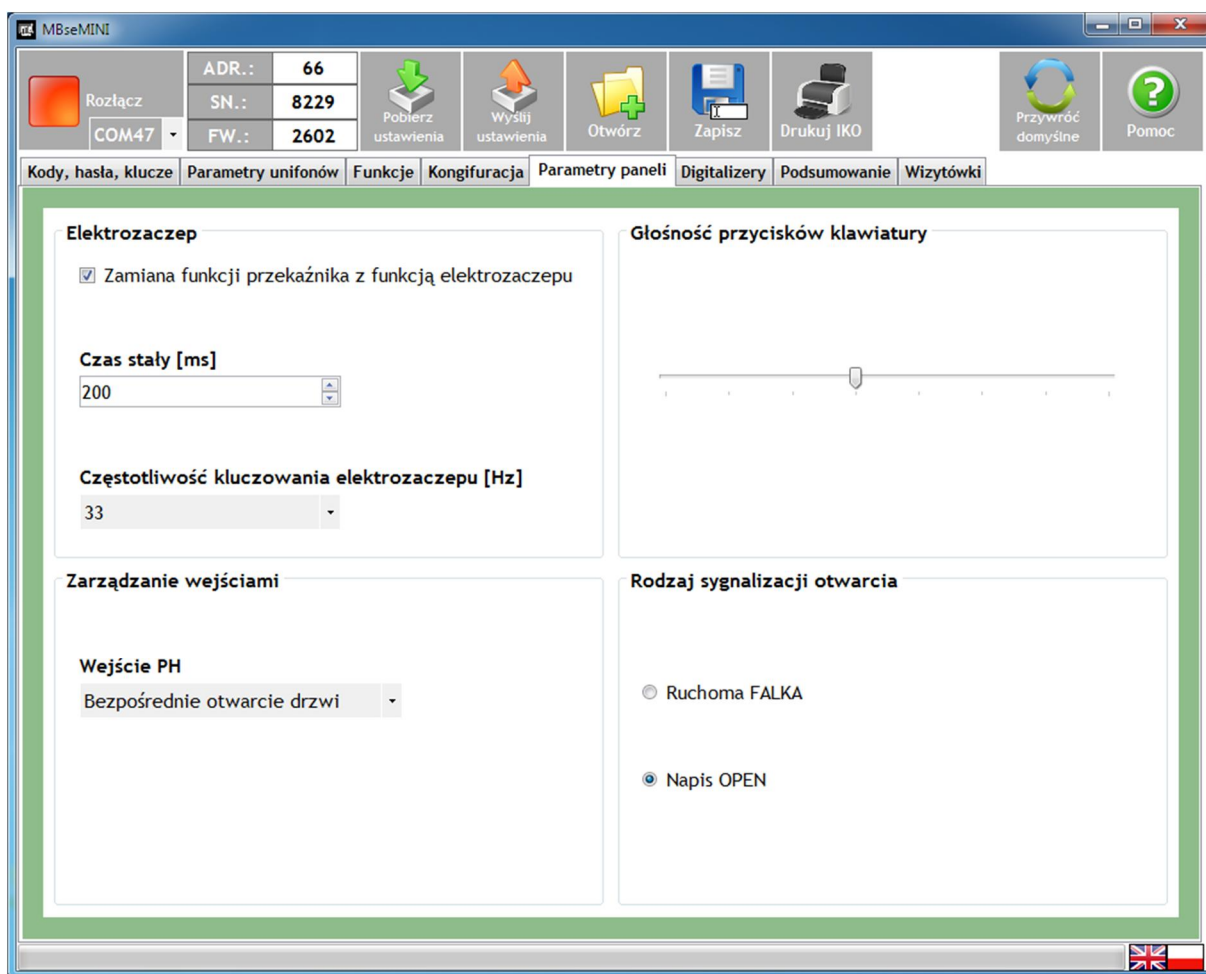 MBseMINI
Rozłącz
COM47
ADR.: 66
SN.: 8229
FW.: 2602
Pobierz
ustawienia
Wyślij
ustawienia
Otwórz
Zapisz
Drukuj IKO
Przywróć
domyślne
Pomoc
Kody, hasła, klucze Parametry unifonów Funkcje Kongifuracja Parametry paneli Digitalizery Podsumowanie Wizytówki
Elektrozaczep
Zamiana funkcji przekaźnika z funkcją elektrozaczepu
Czas stały [ms]
200
Częstotliwość kluczowania elektrozaczepu [Hz]
33
Głośność przycisków klawiatury
Zarządzanie wejściami
Wejście PH
Bezpośrednie otwarcie drzwi
Rodzaj sygnalizacji otwarcia
Ruchoma FALKA
Napis OPEN